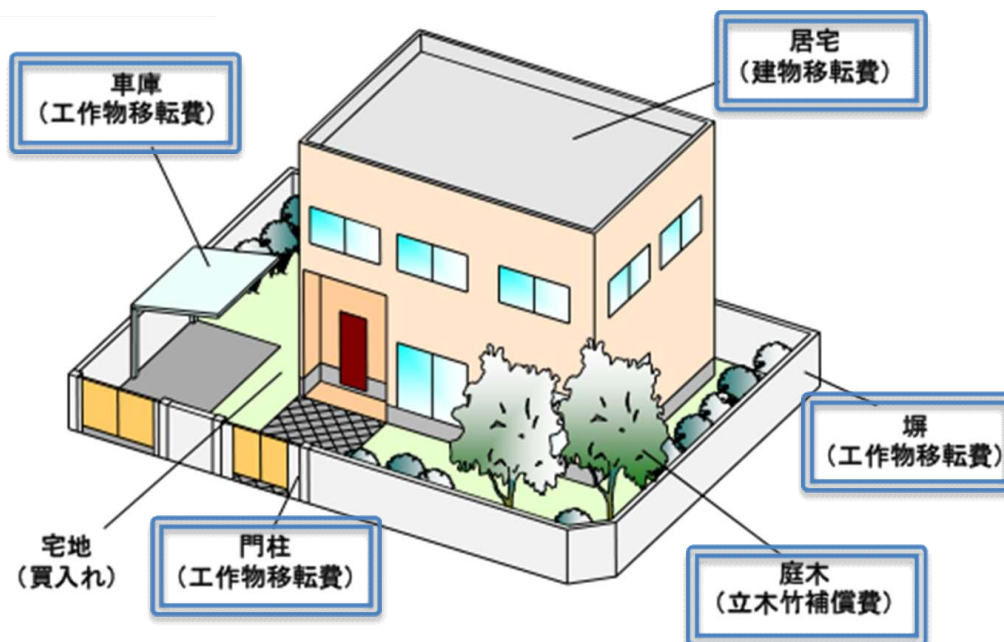 居宅
（建物移転費）
車庫
（工作物移転費）
塀
（工作物移転費）
宅地
（買入れ）
門柱
（工作物移転費）
庭木
（立木竹補償費）